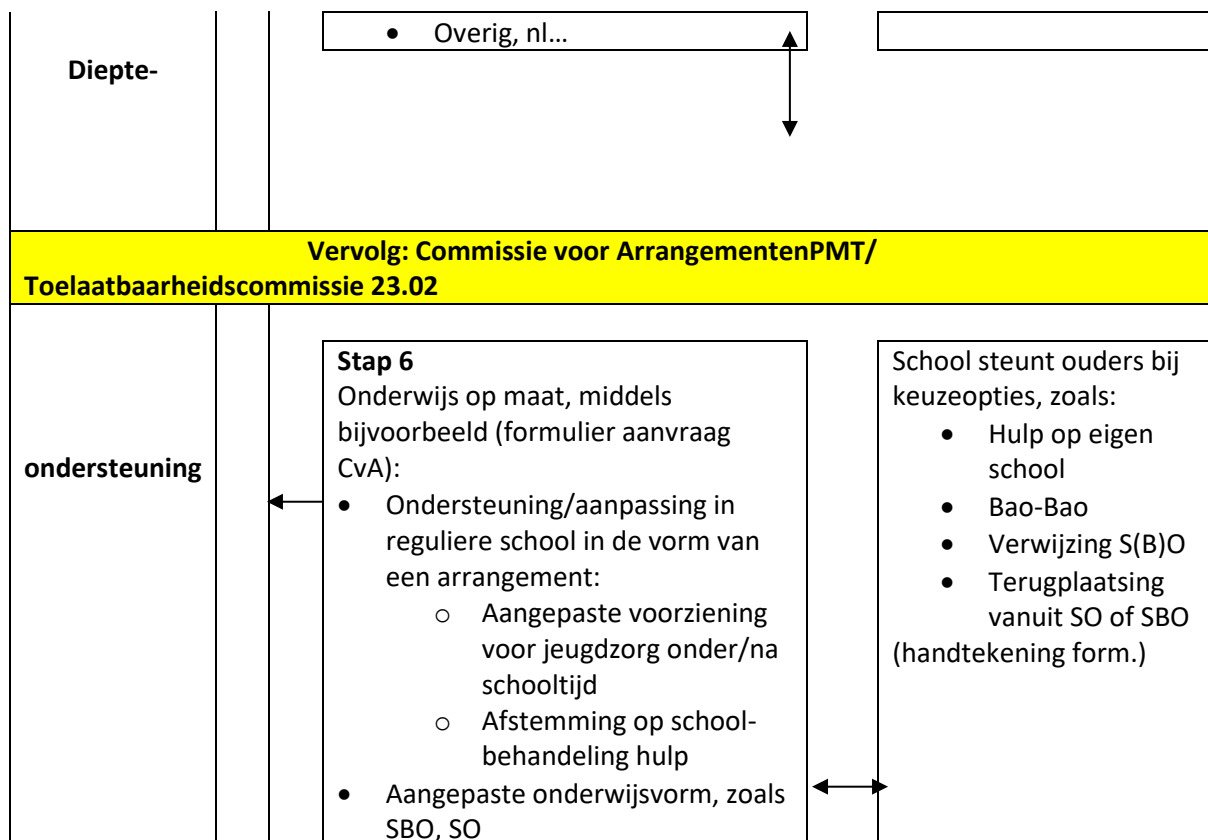 • Overig, nl…
Diepte-
Vervolg: Commissie voor ArrangementenPMT/
Toelaatbaarheidscommissie 23.02
ondersteuning
Stap 6
Onderwijs op maat, middels
bijvoorbeeld (formulier aanvraag
CvA):
• Ondersteuning/aanpassing in
reguliere school in de vorm van
een arrangement:
o Aangepaste voorziening
voor jeugdzorg onder/na
schooltijd
o Afstemming op school-
behandeling hulp
• Aangepaste onderwijsvorm, zoals
SBO, SO
School steunt ouders bij
keuzeopties, zoals:
• Hulp op eigen
school
• Bao-Bao
• Verwijzing S(B)O
• Terugplaatsing
vanuit SO of SBO
(handtekening form.)